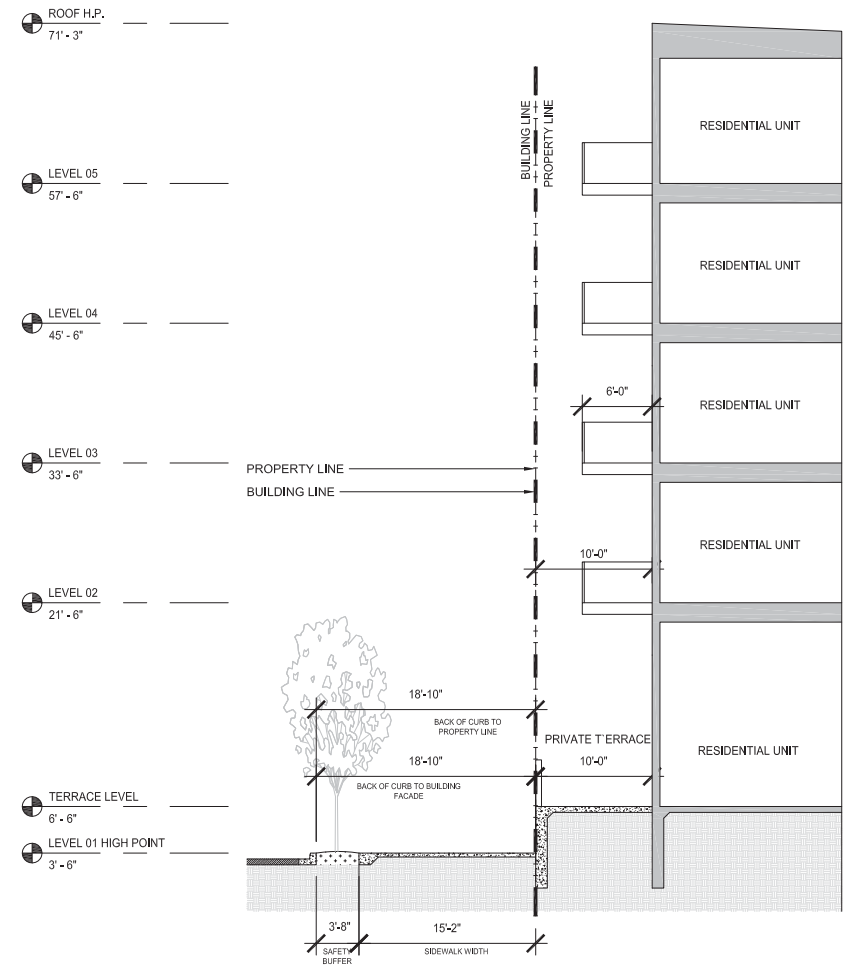 ROOF H.P.
71' - 3"
BUILDING LINE
PROPERTY LINE
RESIDENTIAL UNIT
LEVEL 05
57' - 6"
RESIDENTIAL UNIT
LEVEL 04
45' - 6"
6'-0"
RESIDENTIAL UNIT
LEVEL 03
33' - 6"
PROPERTY LINE
BUILDING LINE
RESIDENTIAL UNIT
10'-0"
LEVEL 02
21' - 6"
18'-10"
BACK OF CURB TO
PROPERTY LINE
PRIVATE TERRACE
RESIDENTIAL UNIT
18'-10"
10'-0"
BACK OF CURB TO BUILDING
FACADE
TERRACE LEVEL
6' - 6"
LEVEL 01 HIGH POINT
3' - 6"
3'-8"
15'-2"
SAFETY
BUFFER
SIDEWALK WIDTH